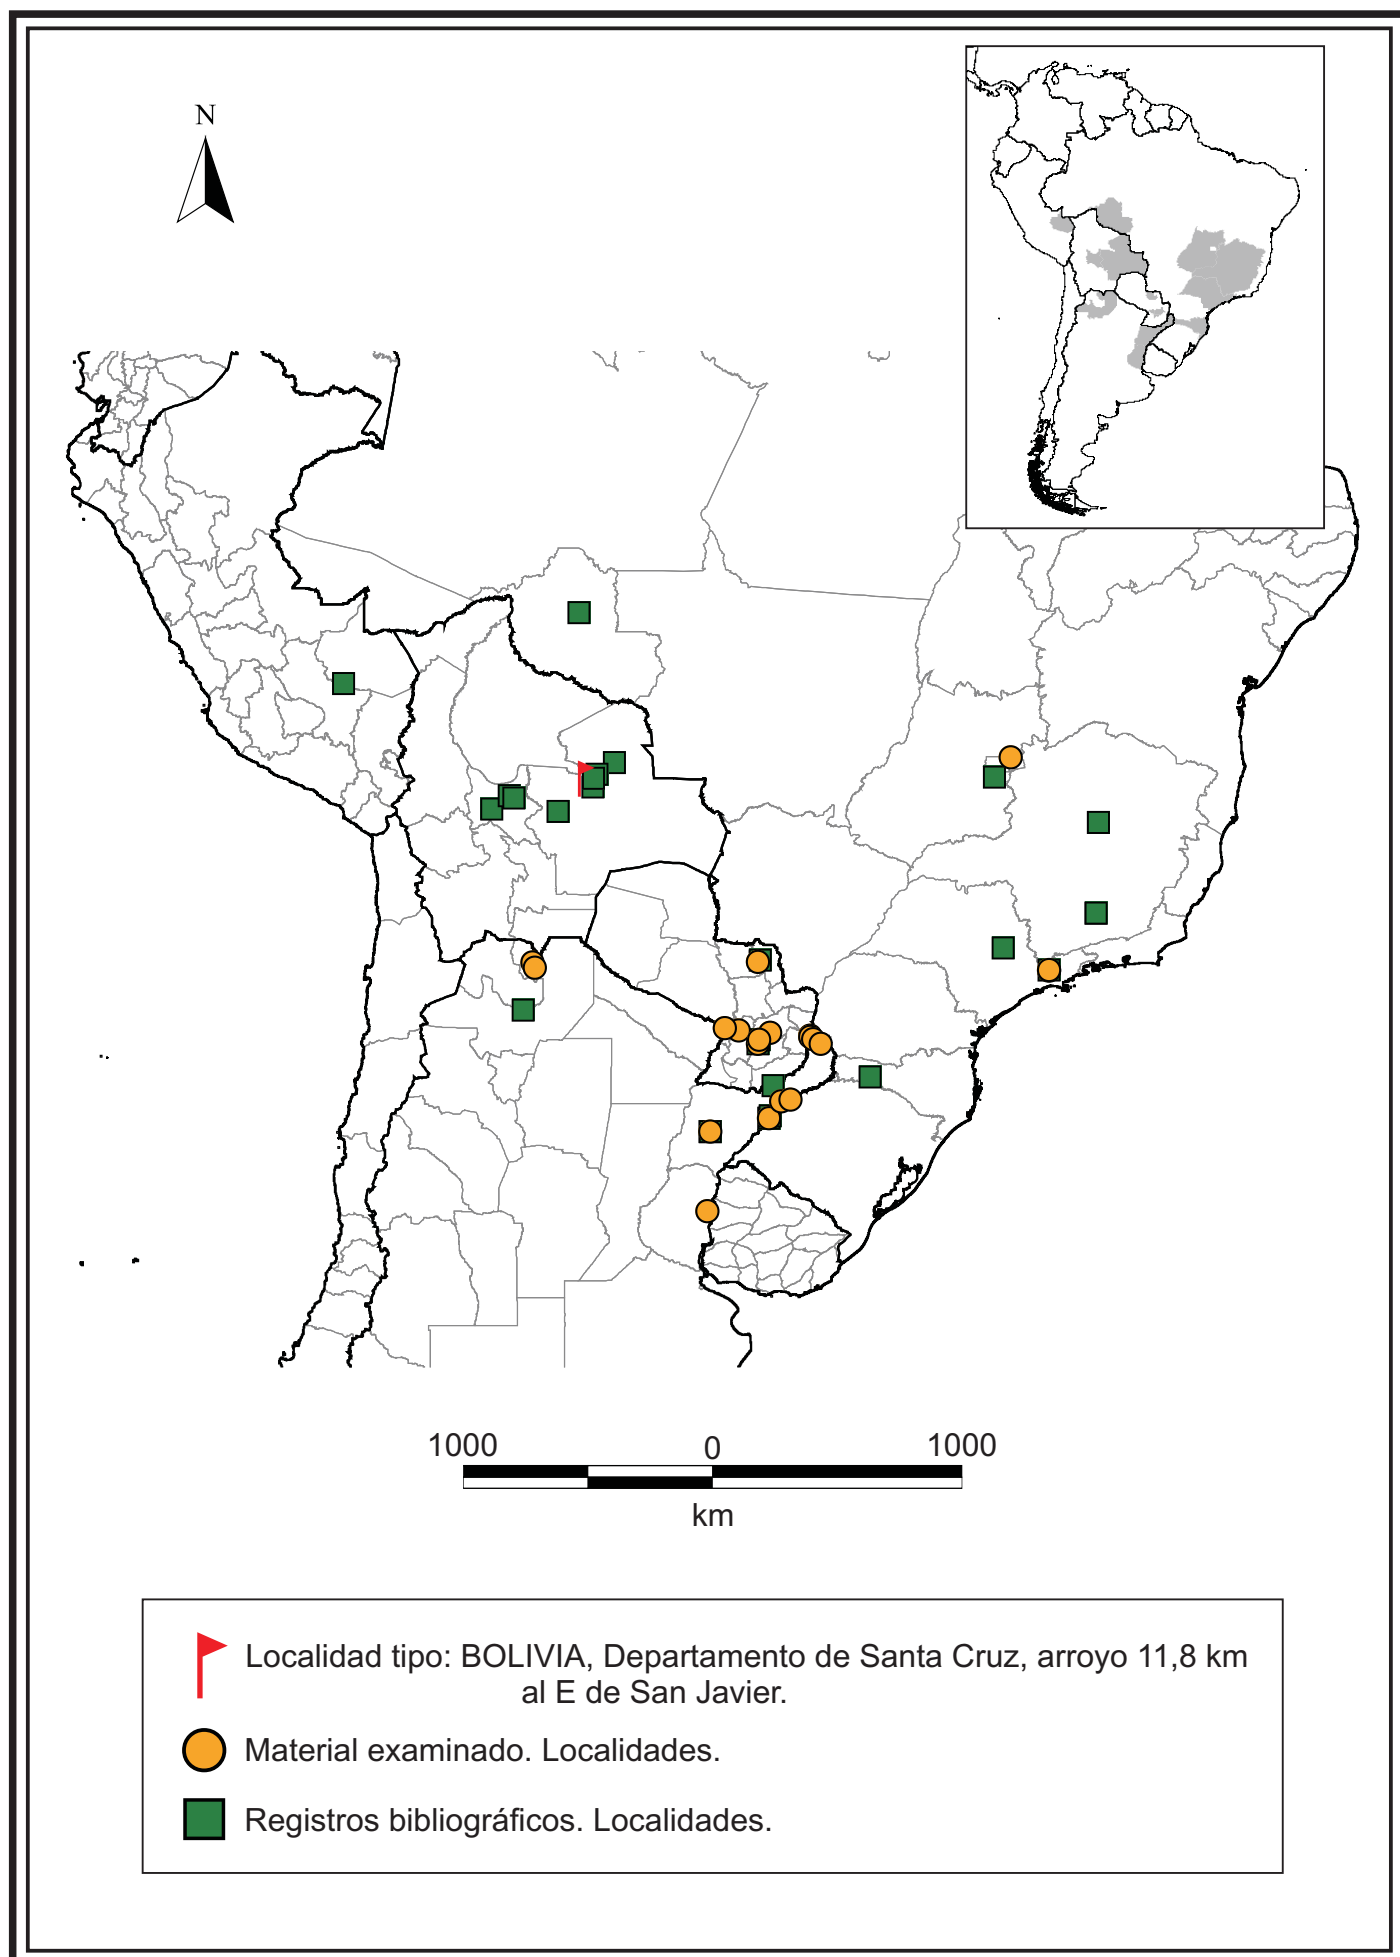 N
1000 0 1000
km
Localidad tipo: BOLIVIA, Departamento de Santa Cruz, arroyo 11,8 km
al E de San Javier.
Material examinado. Localidades.
Registros bibliográficos. Localidades.